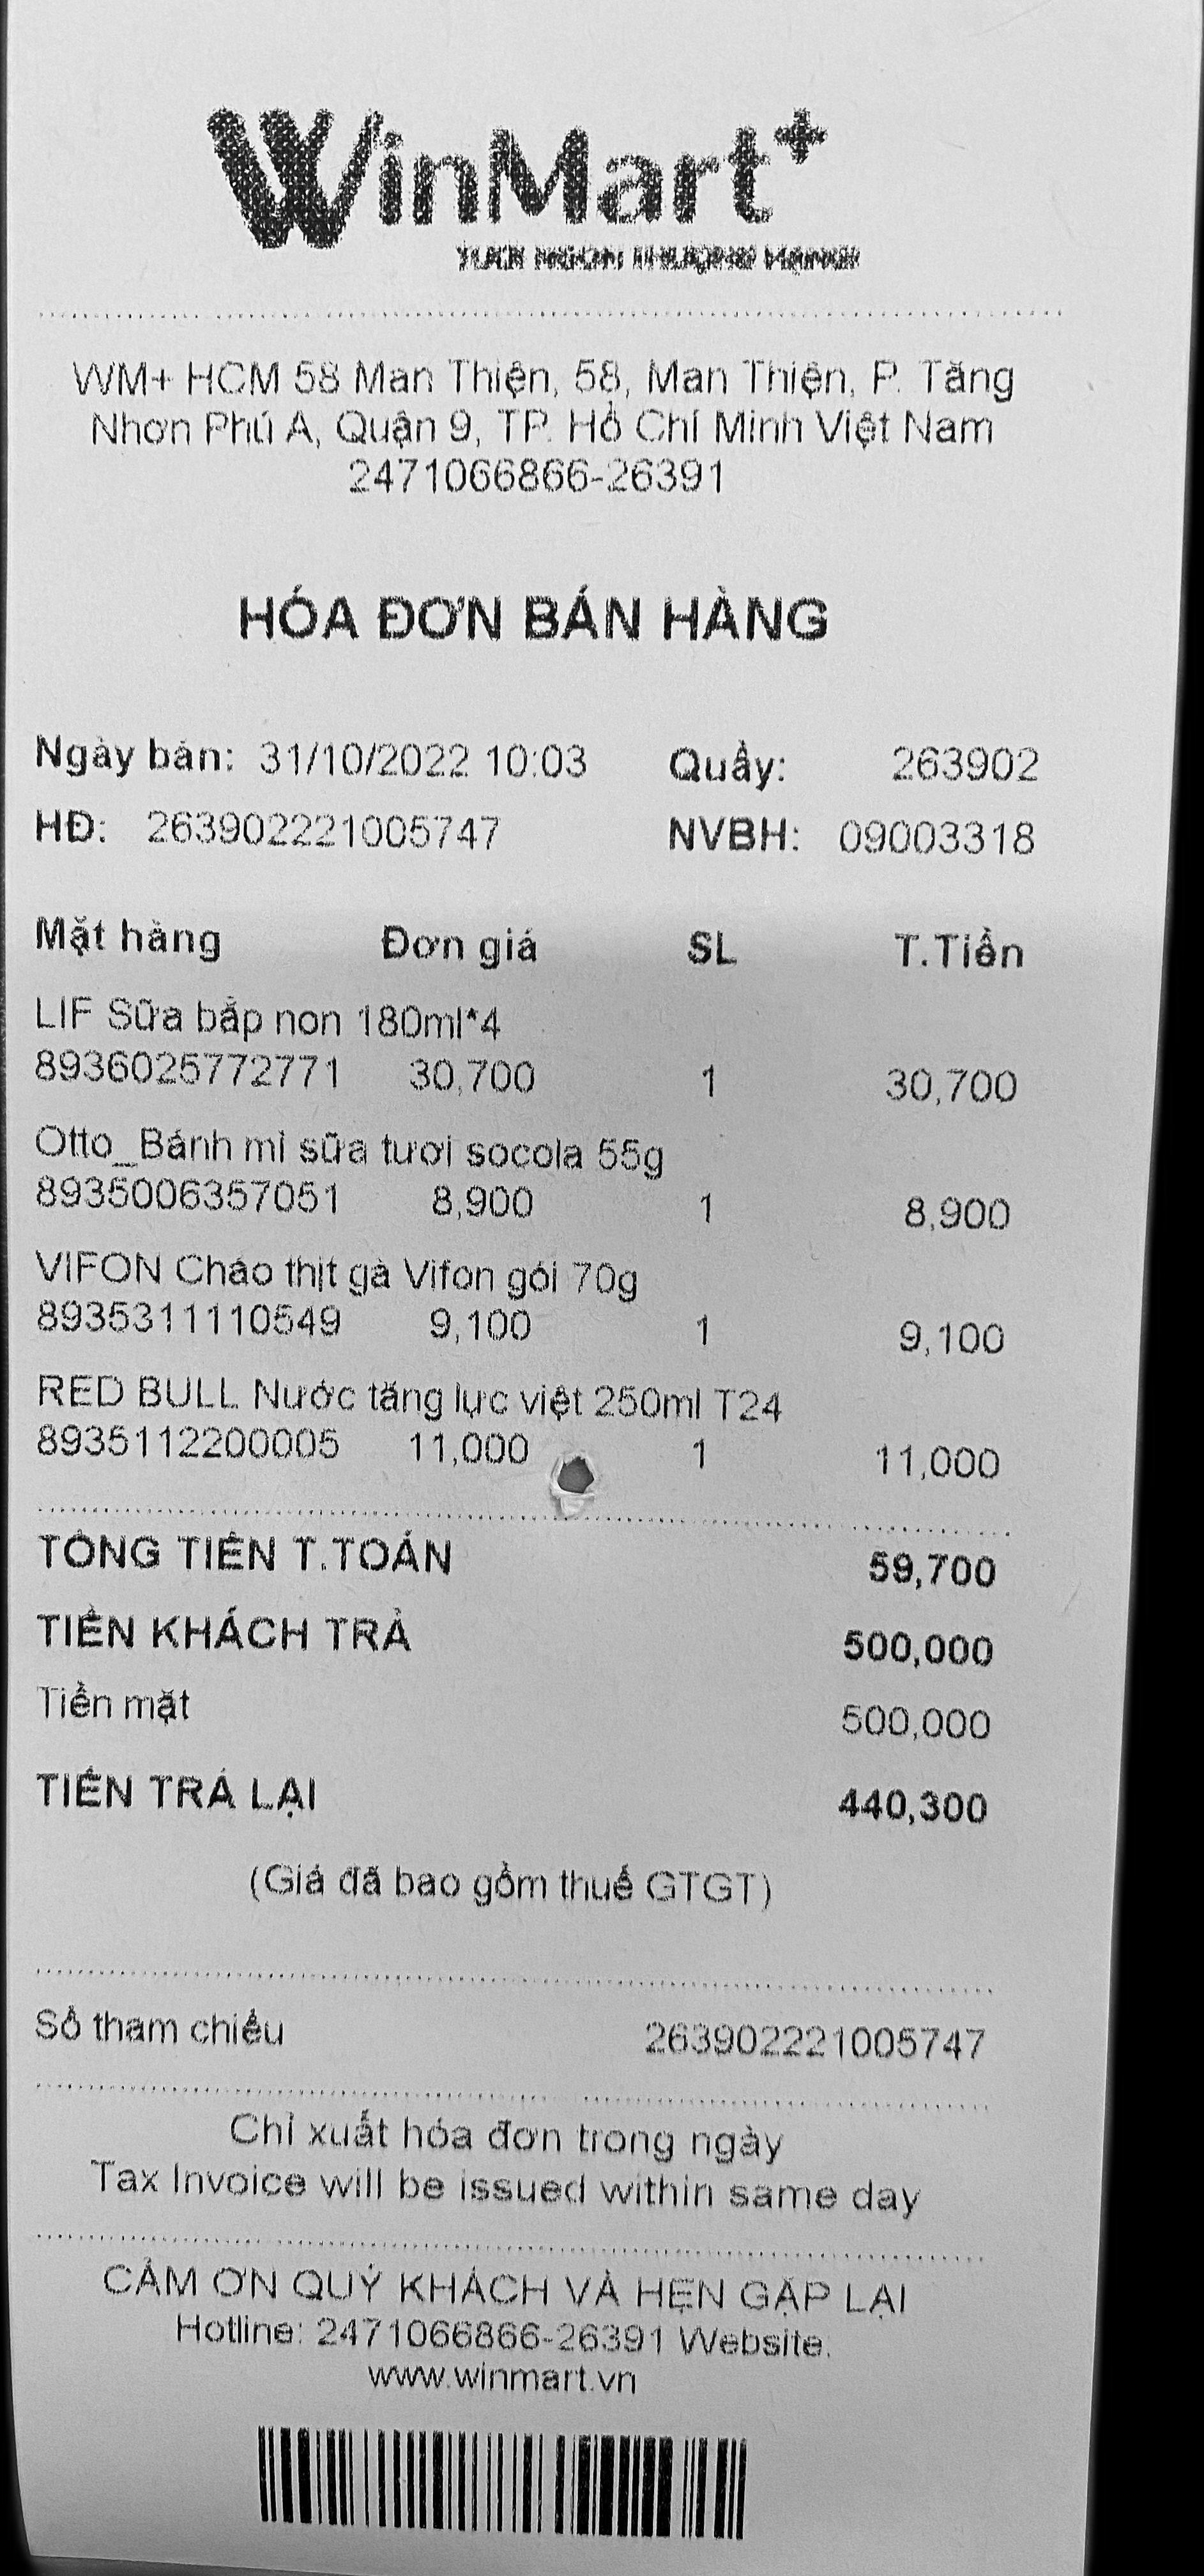 WinMart+
TƯƠI NGON THƯỢNG HẠNG
WM+ HCM 58 Man Thiện, 58, Man Thiện, P. Tăng
Nhơn Phú A, Quận 9, TP. Hồ Chí Minh Việt Nam
2471066866-26391
HÓA ĐƠN BÁN HÀNG
Ngày bán: 31/10/2022 10:03 Quầy: 263902
HĐ: 263902221005747 NVBH: 09003318
Mặt hàng Đơn giá SL T.Tiền
LIF Sữa bắp non 180ml*4
8936025772771 30,700 1 30,700
Otto_Bánh mì sữa tươi socola 55g
8935006357051 8,900 1 8,900
VIFON Cháo thịt gà Vifon gói 70g
8935311110549 9,100 1 9,100
RED BULL Nước tăng lực việt 250ml T24
8935112200005 11,000 1 11,000
TỔNG TIỀN T.TOÁN 59,700
TIỀN KHÁCH TRẢ 500,000
Tiền mặt 500,000
TIỀN TRẢ LẠI 440,300
(Giá đã bao gồm thuế GTGT)
Số tham chiếu 263902221005747
Chỉ xuất hóa đơn trong ngày
Tax Invoice will be issued within same day
CẢM ƠN QUÝ KHÁCH VÀ HẸN GẶP LẠI
Hotline: 2471066866-26391 Website:
www.winmart.vn